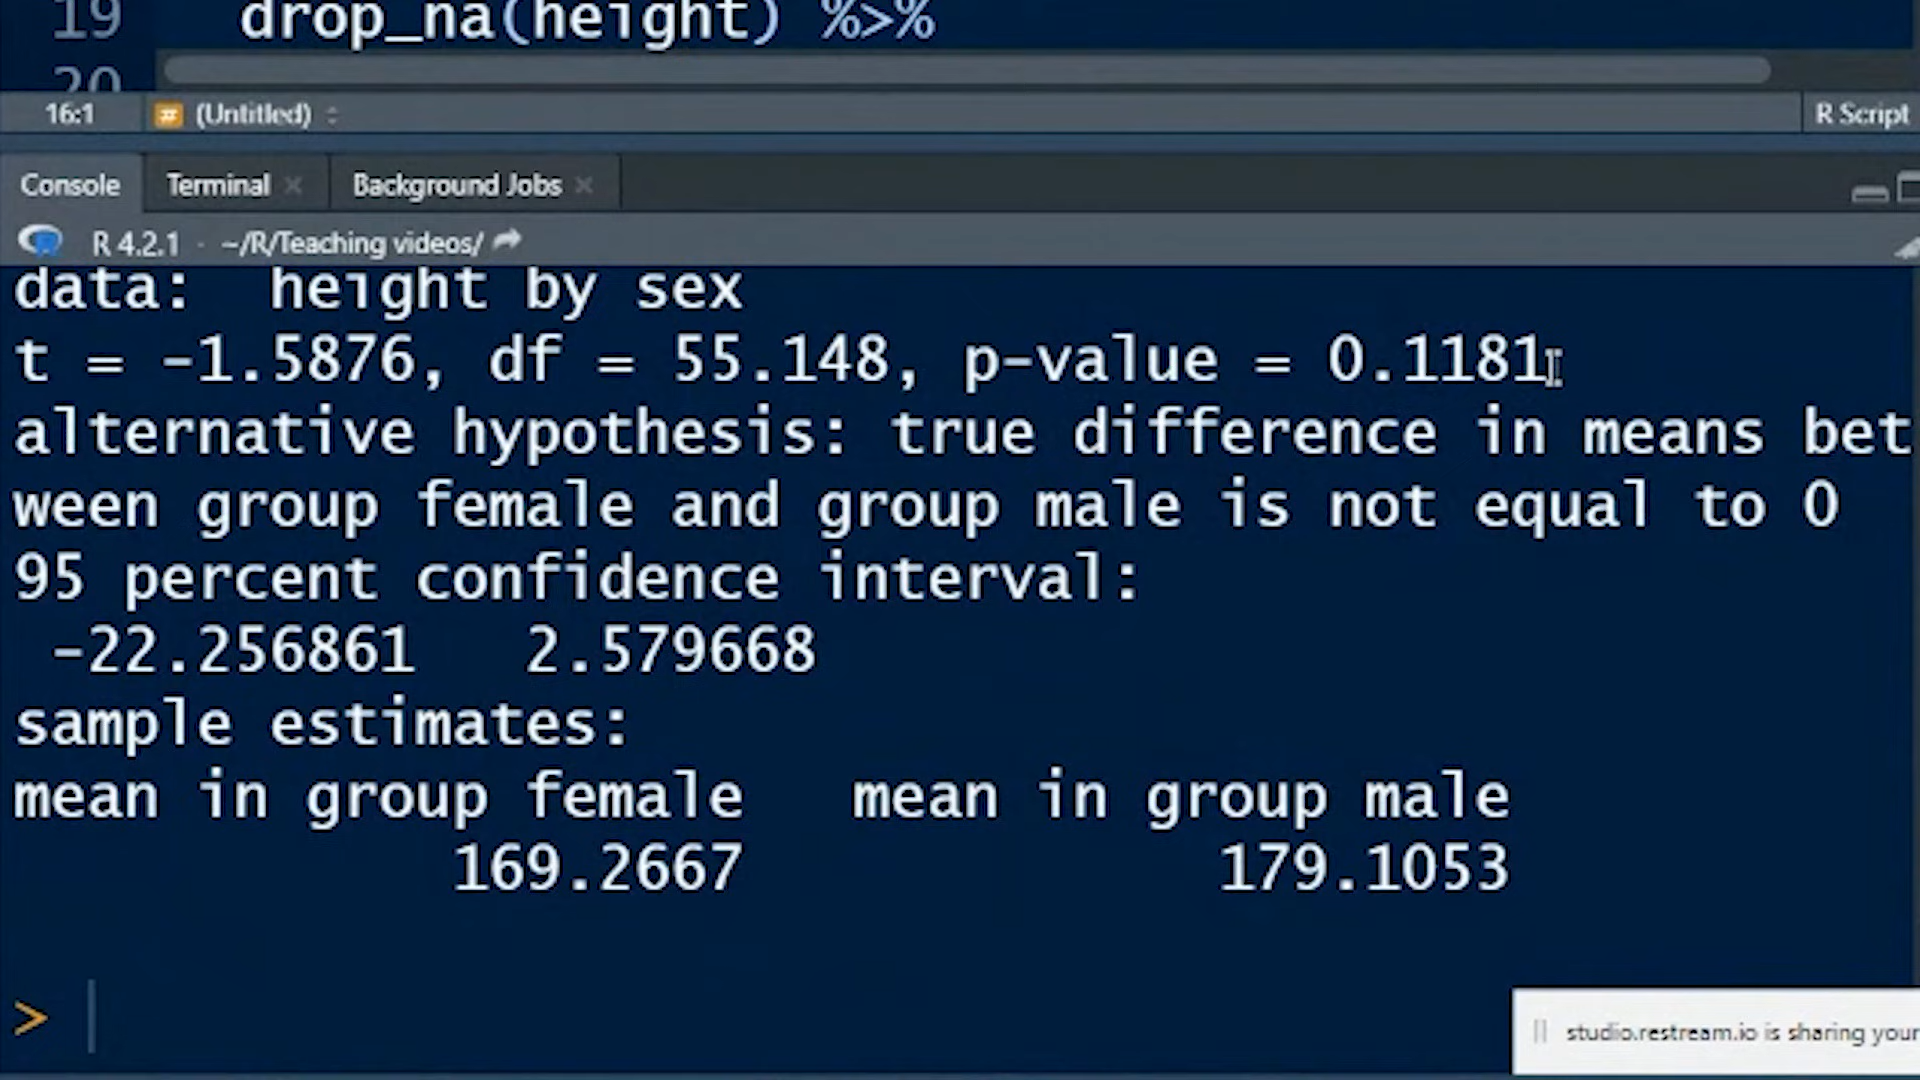 19 drop_na(height) %>%
20
16:1 # (Untitled) R Script
Console Terminal Background Jobs
R 4.2.1 · ~/R/Teaching videos/
data:  height by sex
t = -1.5876, df = 55.148, p-value = 0.1181
alternative hypothesis: true difference in means bet
ween group female and group male is not equal to 0
95 percent confidence interval:
-22.256861 2.579668
sample estimates:
mean in group female mean in group male
169.2667 179.1053
>
studio.restream.io is sharing your